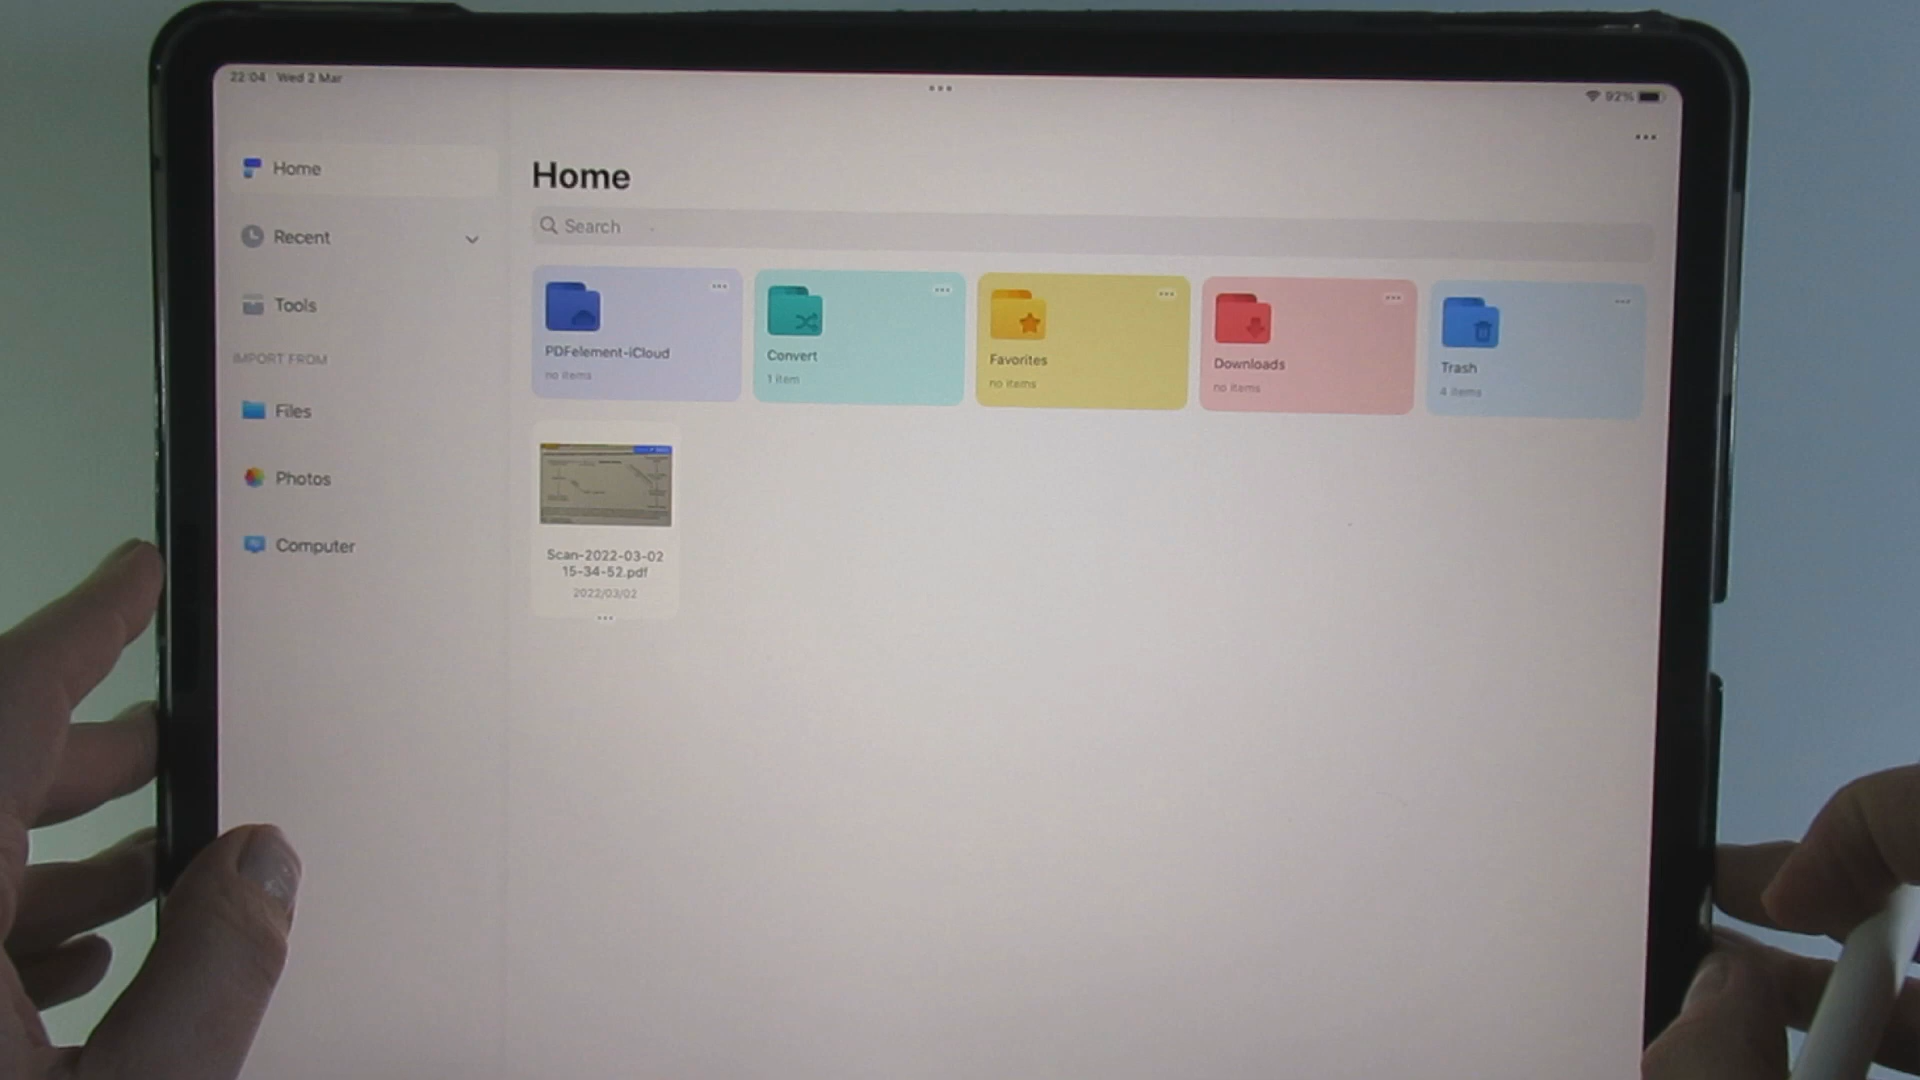 22:04 Wed 2 Mar
92%
Home
Recent
Tools
IMPORT FROM
Files
Photos
Computer
Home
Search
PDFelement-iCloud
no items
Convert
1 item
Favorites
no items
Downloads
no items
Trash
4 items
Scan-2022-03-02
15-34-52.pdf
2022/03/02